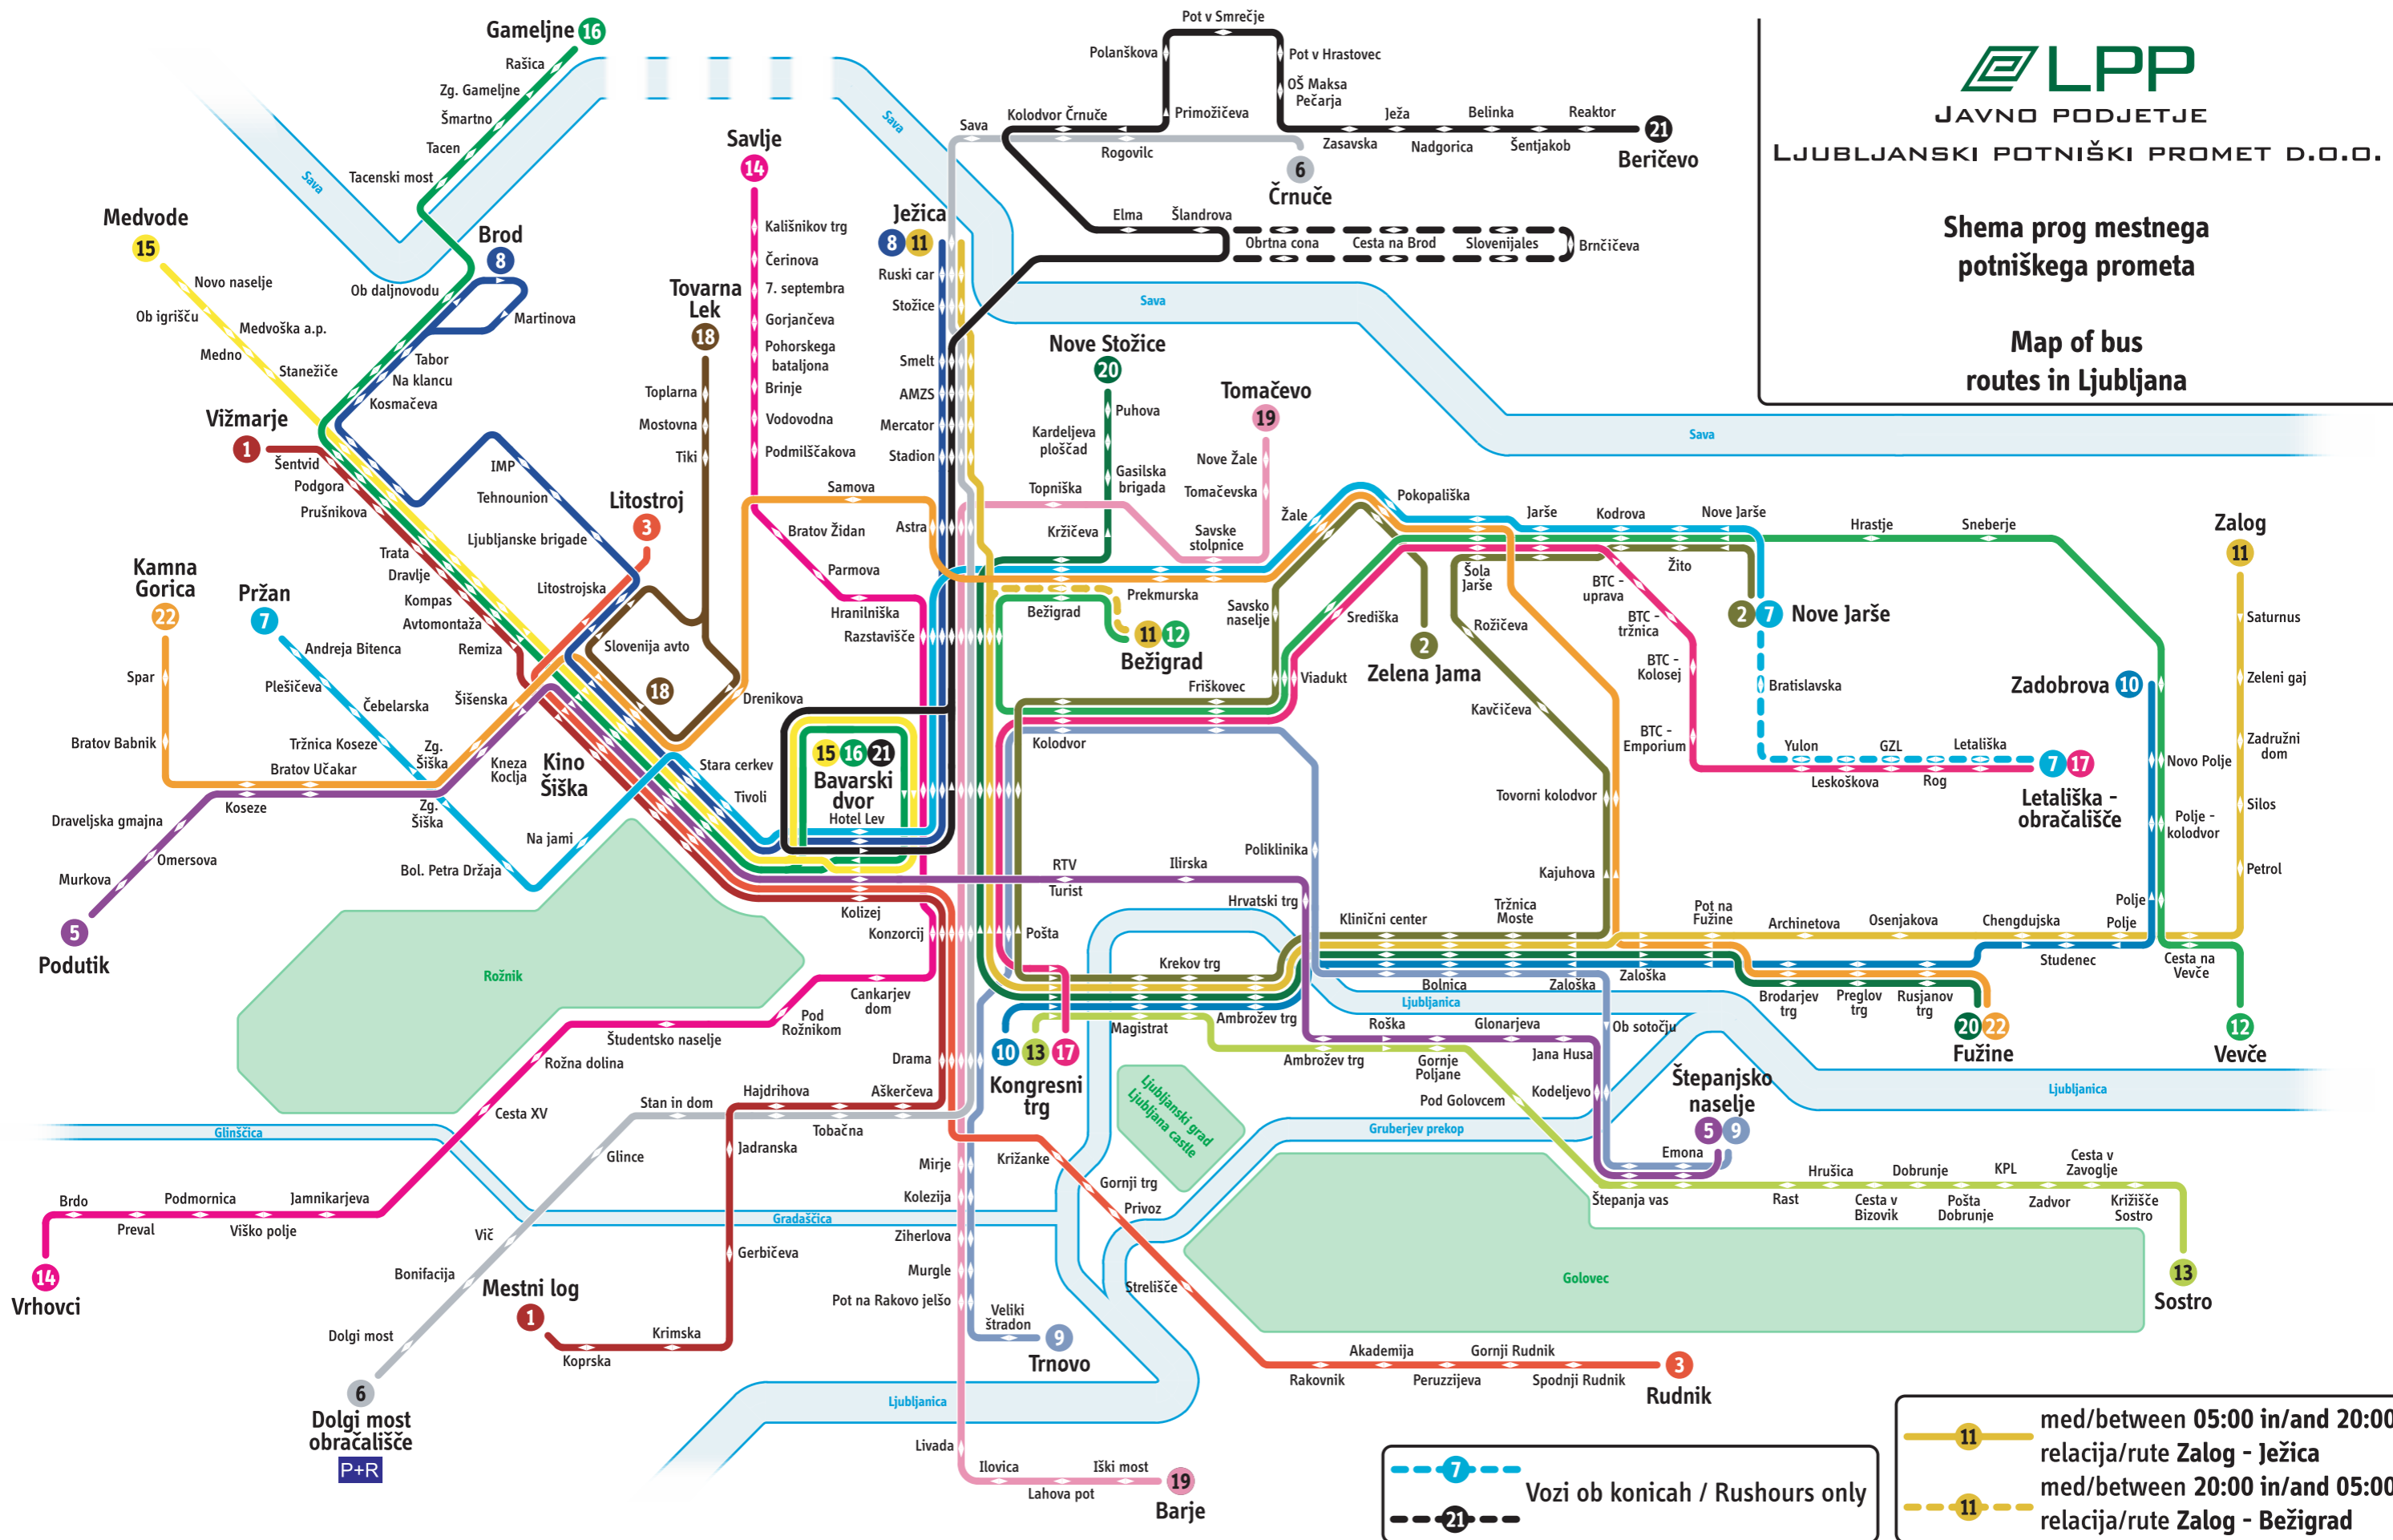 LPP
JAVNO PODJETJE
LJUBLJANSKI POTNIŠKI PROMET D.O.O.
Shema prog mestnega
potniškega prometa
Map of bus
routes in Ljubljana
Gameljne 16
Rašica
Zg. Gameljne
Šmartno
Tacen
Tacenski most
Sava
Sava
Sava
Sava
Medvode
15
Novo naselje
Ob igrišču
Medvoška a.p.
Medno
Stanežiče
Brod
8
Ob daljnovodu
Martinova
Tabor
Na klancu
Kosmačeva
Vižmarje
1
Šentvid
Podgora
Prušnikova
Trata
Dravlje
Kompas
Avtomontaža
Remiza
IMP
Tehnounion
Ljubljanske brigade
Litostrojska
Litostroj
3
Tovarna
Lek
18
Toplarna
Mostovna
Tiki
Slovenija avto
18
Drenikova
Savlje
14
Kališnikov trg
Čerinova
7. septembra
Gorjančeva
Pohorskega
bataljona
Brinje
Vodovodna
Podmilščakova
Samova
Bratov Židan
Parmova
Hranilniška
Razstavišče
Ježica
8 11
Ruski car
Stožice
Smelt
AMZS
Mercator
Stadion
Astra
Sava
Kolodvor Črnuče
Rogovilc
Primožičeva
Polanškova
Pot v Smrečje
Pot v Hrastovec
OŠ Maksa
Pečarja
Zasavska
Ježa
Nadgorica
Belinka
Šentjakob
Reaktor
21
Beričevo
6
Črnuče
Elma
Šlandrova
Obrtna cona
Cesta na Brod
Slovenijales
Brnčičeva
Nove Stožice
20
Puhova
Kardeljeva
ploščad
Gasilska
brigada
Kržičeva
Topniška
Tomačevo
19
Nove Žale
Tomačevska
Savske
stolpnice
Prekmurska
Bežigrad
11 12
Bežigrad
Žale
Pokopališka
Jarše
Kodrova
Nove Jarše
Hrastje
Sneberje
Savsko
naselje
Središka
Viadukt
Friškovec
Kolodvor
2
Zelena Jama
Šola
Jarše
Rožičeva
Kavčičeva
Žito
BTC -
uprava
BTC -
tržnica
BTC -
Kolosej
BTC -
Emporium
2 7 Nove Jarše
Bratislavska
Yulon
GZL
Letališka
Leskoškova
Rog
7 17
Letališka -
obračališče
Zadobrova 10
Zalog
11
Saturnus
Zeleni gaj
Zadružni
dom
Silos
Petrol
Novo Polje
Polje -
kolodvor
Polje
Polje
Cesta na
Vevče
12
Vevče
Tovorni kolodvor
Kajuhova
Pot na
Fužine
Archinetova
Osenjakova
Chengdujska
Studenec
Kamna
Gorica
22
Spar
Bratov Babnik
Bratov Učakar
Pržan
7
Andreja Bitenca
Plešičeva
Čebelarska
Tržnica Koseze
Zg.
Šiška
Zg.
Šiška
Šišenska
Kneza
Koclja
Kino
Šiška
Koseze
Draveljska gmajna
Omersova
Murkova
5
Podutik
Bol. Petra Držaja
Na jami
Stara cerkev
Tivoli
15 16 21
Bavarski
dvor
Hotel Lev
Kolizej
Konzorcij
RTV
Turist
Ilirska
Poliklinika
Hrvatski trg
Klinični center
Tržnica
Moste
Bolnica
Zaloška
Zaloška
Pošta
Krekov trg
Magistrat
Ambrožev trg
Ljubljanica
Brodarjev
trg
Preglov
trg
Rusjanov
trg
20 22
Fužine
Ob sotočju
Roška
Glonarjeva
Jana Husa
Ambrožev trg
Gornje
Poljane
Kodeljevo
Pod Golovcem
Štepanjsko
naselje
5 9
Emona
Ljubljanica
Gruberjev prekop
Rožnik
Cankarjev
dom
Pod
Rožnikom
Študentsko naselje
Rožna dolina
Cesta XV
Drama
10 13 17
Kongresni
trg
Ljubljanski grad
Ljubljana castle
Štepanja vas
Rast
Hrušica
Cesta v
Bizovik
Dobrunje
Pošta
Dobrunje
KPL
Zadvor
Cesta v
Zavoglje
Križišče
Sostro
13
Sostro
Golovec
Glinščica
Gradaščica
Stan in dom
Hajdrihova
Aškerčeva
Tobačna
Glince
Jadranska
Gerbičeva
Vič
Bonifacija
Dolgi most
6
Dolgi most
obračališče
P+R
Brdo
Preval
Podmornica
Viško polje
Jamnikarjeva
14
Vrhovci
Mestni log
1
Koprska
Krimska
Mirje
Kolezija
Ziherlova
Murgle
Pot na Rakovo jelšo
Veliki
štradon
9
Trnovo
Križanke
Gornji trg
Privoz
Strelišče
Rakovnik
Akademija
Peruzzijeva
Gornji Rudnik
Spodnji Rudnik
3
Rudnik
Ljubljanica
Livada
Ilovica
Lahova pot
Iški most
19
Barje
7
21
Vozi ob konicah / Rushours only
11
med/between 05:00 in/and 20:00
relacija/rute Zalog - Ježica
11
med/between 20:00 in/and 05:00
relacija/rute Zalog - Bežigrad